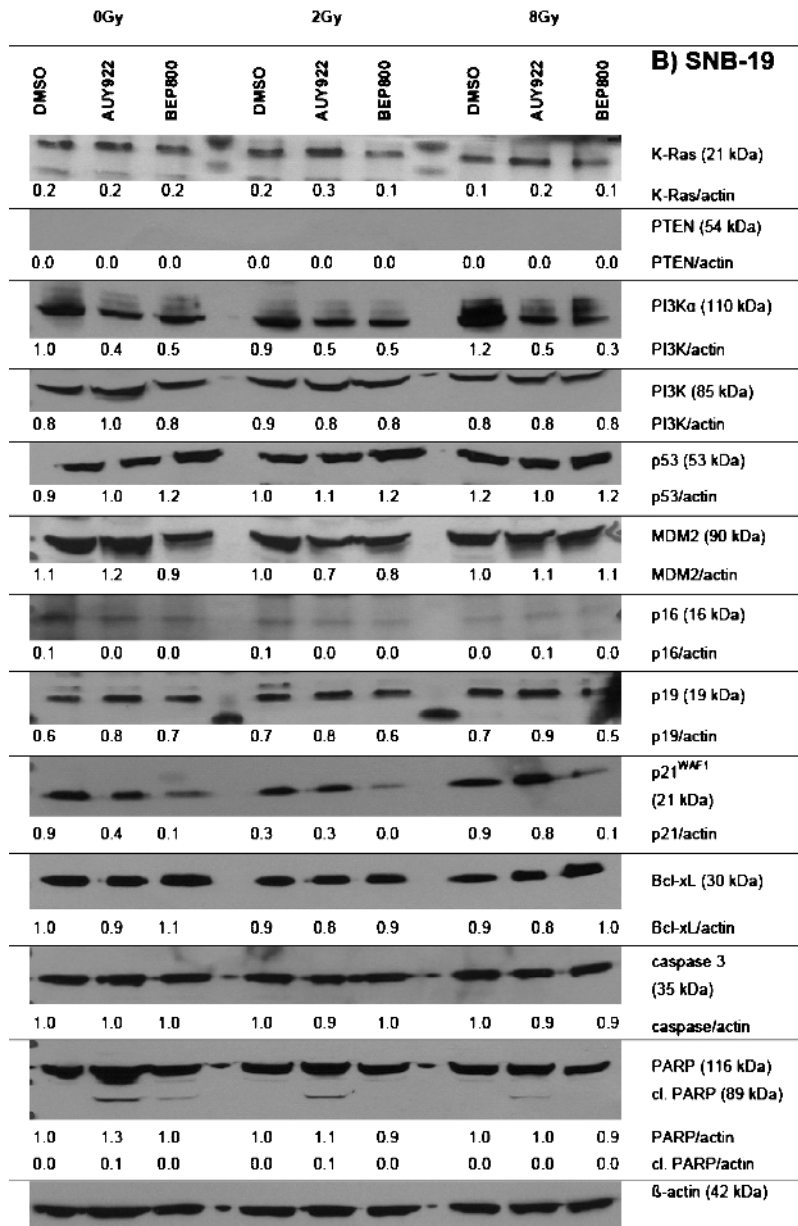 0Gy 2Gy 8Gy
B) SNB-19
DMSO AUY922 BEP800 DMSO AUY922 BEP800 DMSO AUY922 BEP800
K-Ras (21 kDa)
0.2 0.2 0.2 0.2 0.3 0.1 0.1 0.2 0.1 K-Ras/actin
PTEN (54 kDa)
0.0 0.0 0.0 0.0 0.0 0.0 0.0 0.0 0.0 PTEN/actin
PI3Kα (110 kDa)
1.0 0.4 0.5 0.9 0.5 0.5 1.2 0.5 0.3 PI3K/actin
PI3K (85 kDa)
0.8 1.0 0.8 0.9 0.8 0.8 0.8 0.8 0.8 PI3K/actin
p53 (53 kDa)
0.9 1.0 1.2 1.0 1.1 1.2 1.2 1.0 1.2 p53/actin
MDM2 (90 kDa)
1.1 1.2 0.9 1.0 0.7 0.8 1.0 1.1 1.1 MDM2/actin
p16 (16 kDa)
0.1 0.0 0.0 0.1 0.0 0.0 0.0 0.1 0.0 p16/actin
p19 (19 kDa)
0.6 0.8 0.7 0.7 0.8 0.6 0.7 0.9 0.5 p19/actin
p21WAF1
(21 kDa)
0.9 0.4 0.1 0.3 0.3 0.0 0.9 0.8 0.1 p21/actin
Bcl-xL (30 kDa)
1.0 0.9 1.1 0.9 0.8 0.9 0.9 0.8 1.0 Bcl-xL/actin
caspase 3
(35 kDa)
1.0 1.0 1.0 1.0 0.9 1.0 1.0 0.9 0.9 caspase/actin
PARP (116 kDa)
cl. PARP (89 kDa)
1.0 1.3 1.0 1.0 1.1 0.9 1.0 1.0 0.9 PARP/actin
0.0 0.1 0.0 0.0 0.1 0.0 0.0 0.0 0.0 cl. PARP/actin
ß-actin (42 kDa)